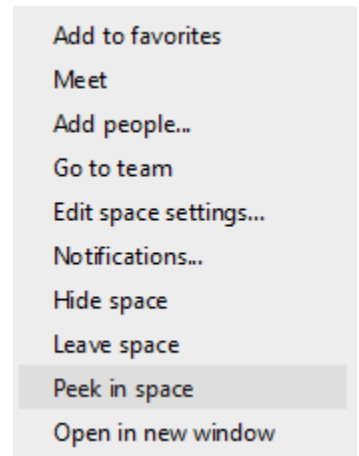 Add to favorites
Meet
Add people...
Go to team
Edit space settings...
Notifications...
Hide space
Leave space
Peek in space
Open in new window